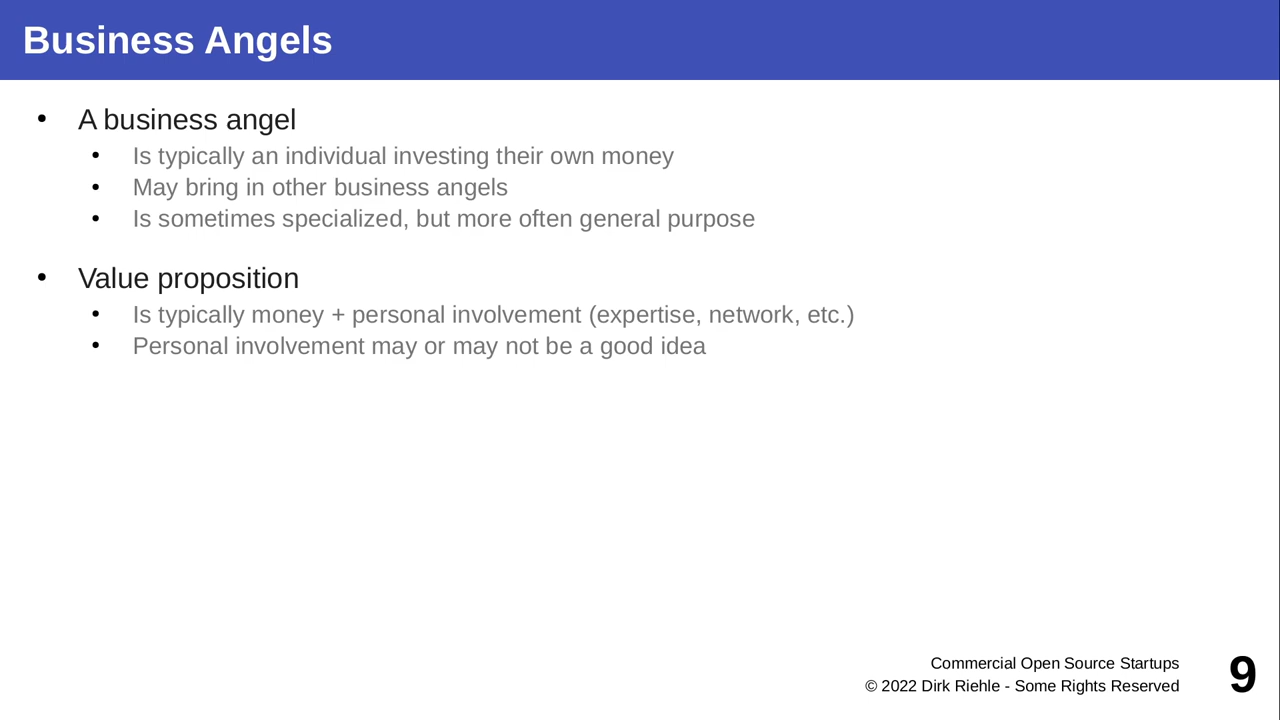 Business Angels
• A business angel
• Is typically an individual investing their own money
• May bring in other business angels
• Is sometimes specialized, but more often general purpose
• Value proposition
• Is typically money + personal involvement (expertise, network, etc.)
• Personal involvement may or may not be a good idea
Commercial Open Source Startups
© 2022 Dirk Riehle - Some Rights Reserved
9